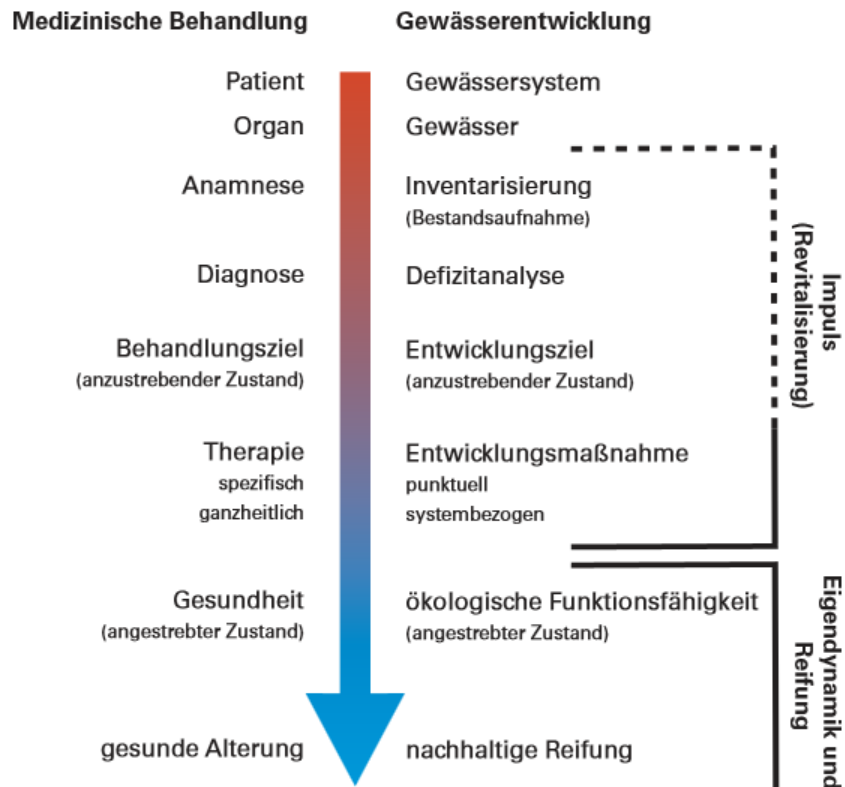 Medizinische Behandlung Gewässerentwicklung
Patient Gewässersystem
Organ Gewässer
Anamnese Inventarisierung
(Bestandsaufnahme)
Diagnose Defizitanalyse
Behandlungsziel Entwicklungsziel
(anzustrebender Zustand) (anzustrebender Zustand)
Therapie Entwicklungsmaßnahme
spezifisch punktuell
ganzheitlich systembezogen
Gesundheit ökologische Funktionsfähigkeit
(angestrebter Zustand) (angestrebter Zustand)
gesunde Alterung nachhaltige Reifung
Impuls
(Revitalisierung)
Eigendynamik und
Reifung